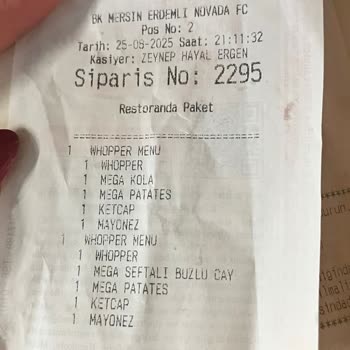 BK MERSIN ERDEMLI NOVADA FC
Pos No: 2
Tarih: 25-08-2025 Saat: 21:11:32
Kasiyer: ZEYNEP HAYAL ERGEN
Siparis No: 2295
Restoranda Paket
1 WHOPPER MENU
1 WHOPPER
1 MEGA KOLA
1 MEGA PATATES
1 KETCAP
1 MAYONEZ
1 WHOPPER MENU
1 WHOPPER
1 MEGA SEFTALI BUZLU CAY
1 MEGA PATATES
1 KETCAP
1 MAYONEZ